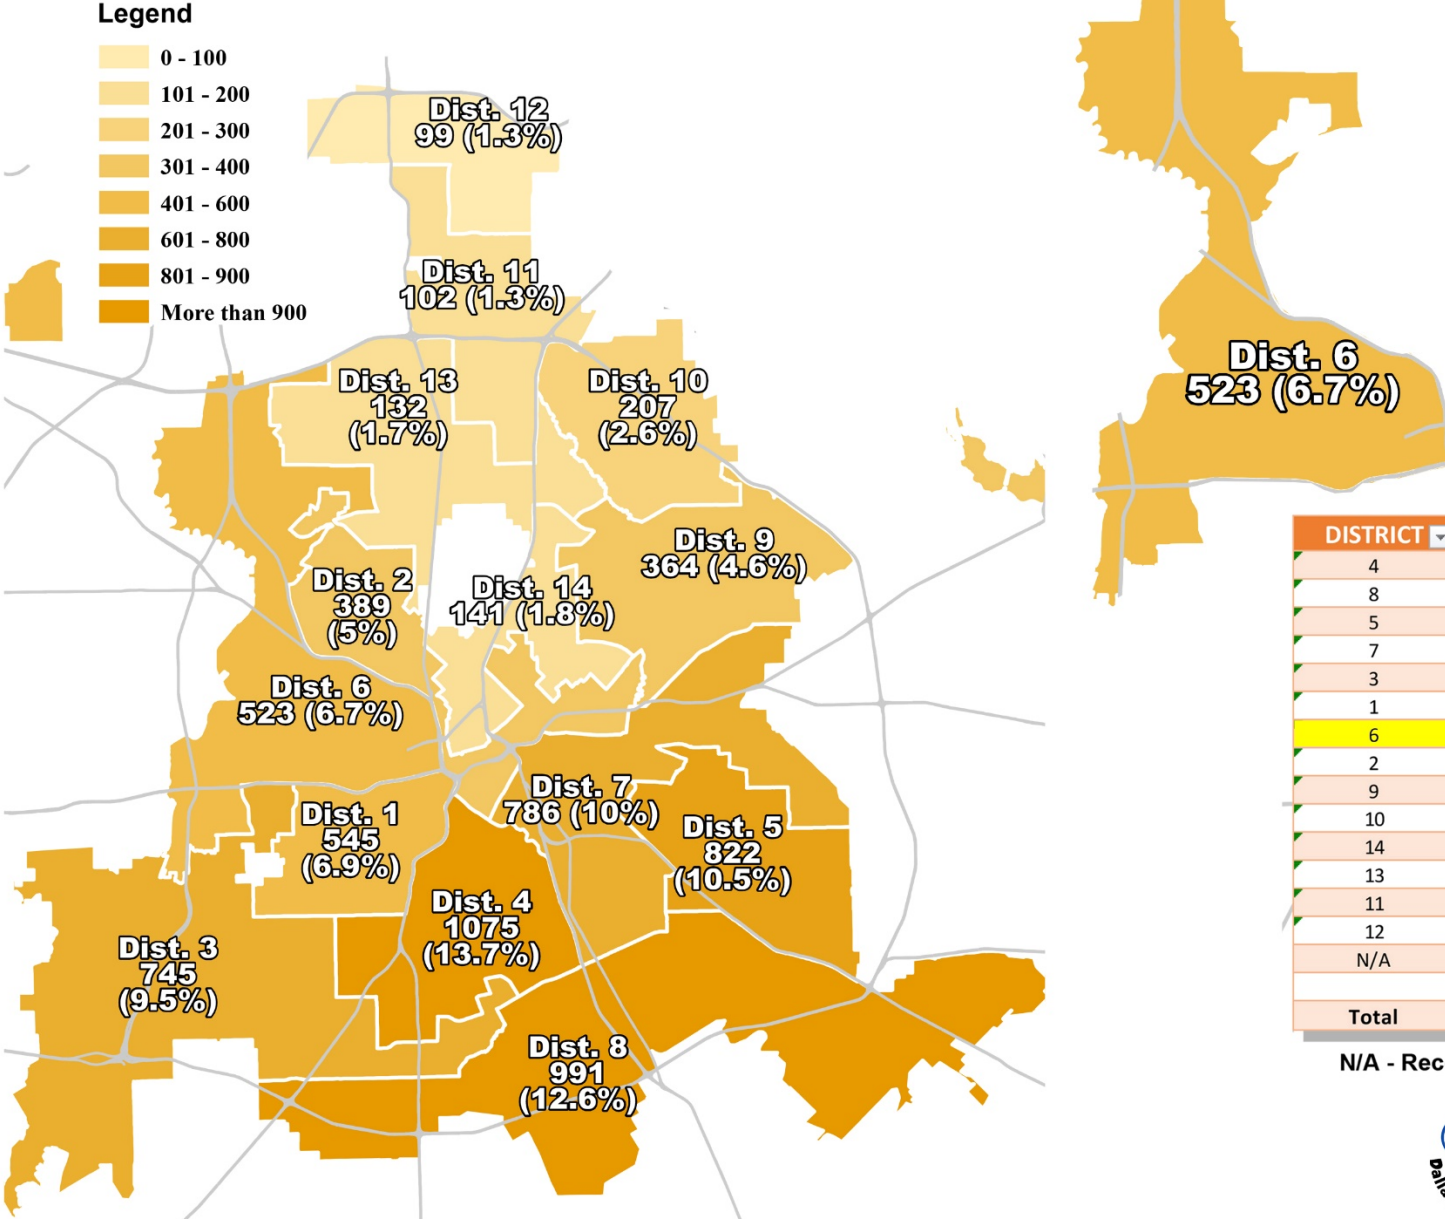 Legend
0 - 100
101 - 200
201 - 300
301 - 400
401 - 600
601 - 800
801 - 900
More than 900
Dist. 12
99 (1.3%)
Dist. 11
102 (1.3%)
Dist. 13
132
(1.7%)
Dist. 10
207
(2.6%)
Dist. 9
364 (4.6%)
Dist. 2
389
(5%)
Dist. 14
141 (1.8%)
Dist. 6
523 (6.7%)
Dist. 7
786 (10%)
Dist. 1
545
(6.9%)
Dist. 5
822
(10.5%)
Dist. 4
1075
(13.7%)
Dist. 3
745
(9.5%)
Dist. 8
991
(12.6%)
Dist. 6
523 (6.7%)
DISTRICT
4
8
5
7
3
1
6
2
9
10
14
13
11
12
N/A
Total
N/A - Rec